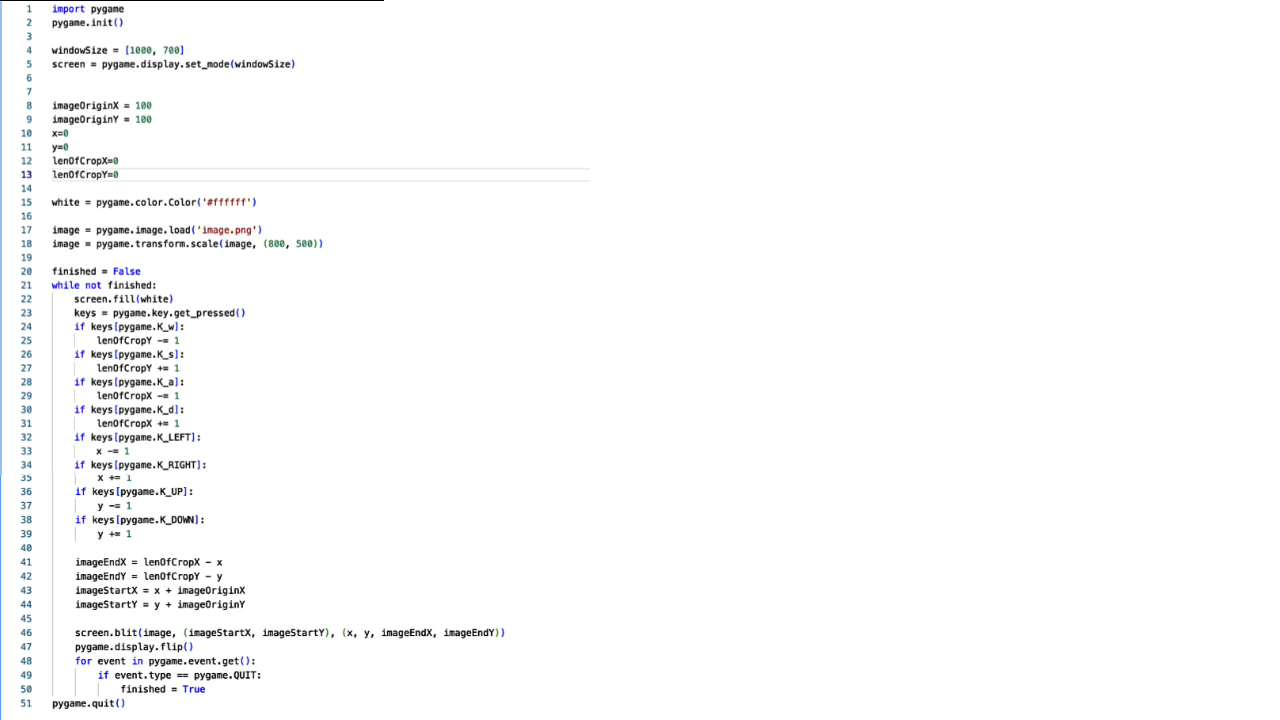 1 import pygame
2 pygame.init()
3
4 windowSize = [1000, 700]
5 screen = pygame.display.set_mode(windowSize)
6
7
8 imageOriginX = 100
9 imageOriginY = 100
10 x=0
11 y=0
12 lenOfCropX=0
13 lenOfCropY=0
14
15 white = pygame.color.Color('#ffffff')
16
17 image = pygame.image.load('image.png')
18 image = pygame.transform.scale(image, (800, 500))
19
20 finished = False
21 while not finished:
22     screen.fill(white)
23     keys = pygame.key.get_pressed()
24     if keys[pygame.K_w]:
25         lenOfCropY -= 1
26     if keys[pygame.K_s]:
27         lenOfCropY += 1
28     if keys[pygame.K_a]:
29         lenOfCropX -= 1
30     if keys[pygame.K_d]:
31         lenOfCropX += 1
32     if keys[pygame.K_LEFT]:
33         x -= 1
34     if keys[pygame.K_RIGHT]:
35         x += 1
36     if keys[pygame.K_UP]:
37         y -= 1
38     if keys[pygame.K_DOWN]:
39         y += 1
40
41     imageEndX = lenOfCropX - x
42     imageEndY = lenOfCropY - y
43     imageStartX = x + imageOriginX
44     imageStartY = y + imageOriginY
45
46     screen.blit(image, (imageStartX, imageStartY), (x, y, imageEndX, imageEndY))
47     pygame.display.flip()
48     for event in pygame.event.get():
49         if event.type == pygame.QUIT:
50             finished = True
51 pygame.quit()